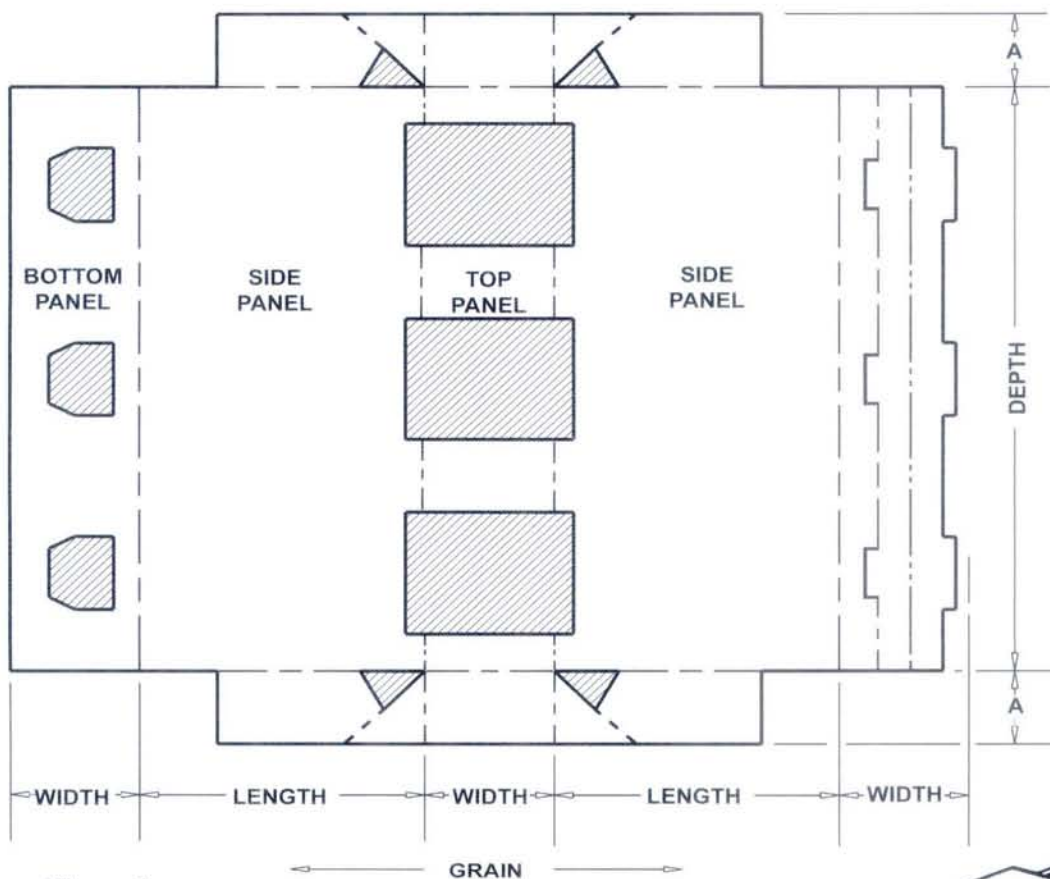 A
BOTTOM
PANEL
SIDE
PANEL
TOP
PANEL
SIDE
PANEL
DEPTH
A
WIDTH
LENGTH
WIDTH
LENGTH
WIDTH
GRAIN